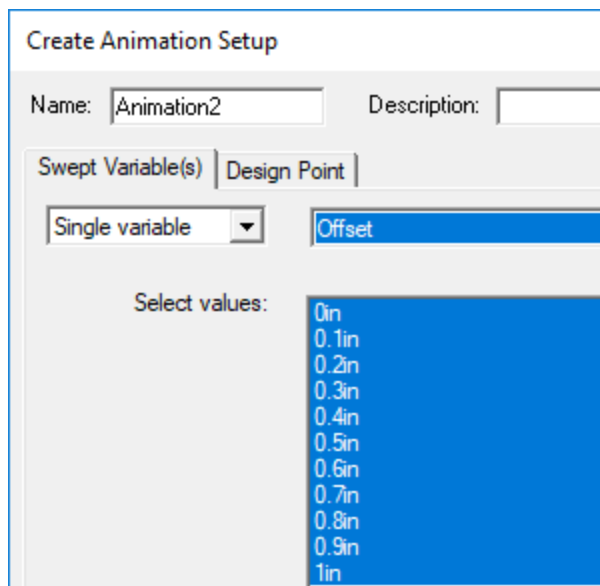 Create Animation Setup
Name: Animation2 Description:
Swept Variable(s) Design Point
Single variable Offset
Select values:
0in
0.1in
0.2in
0.3in
0.4in
0.5in
0.6in
0.7in
0.8in
0.9in
1in